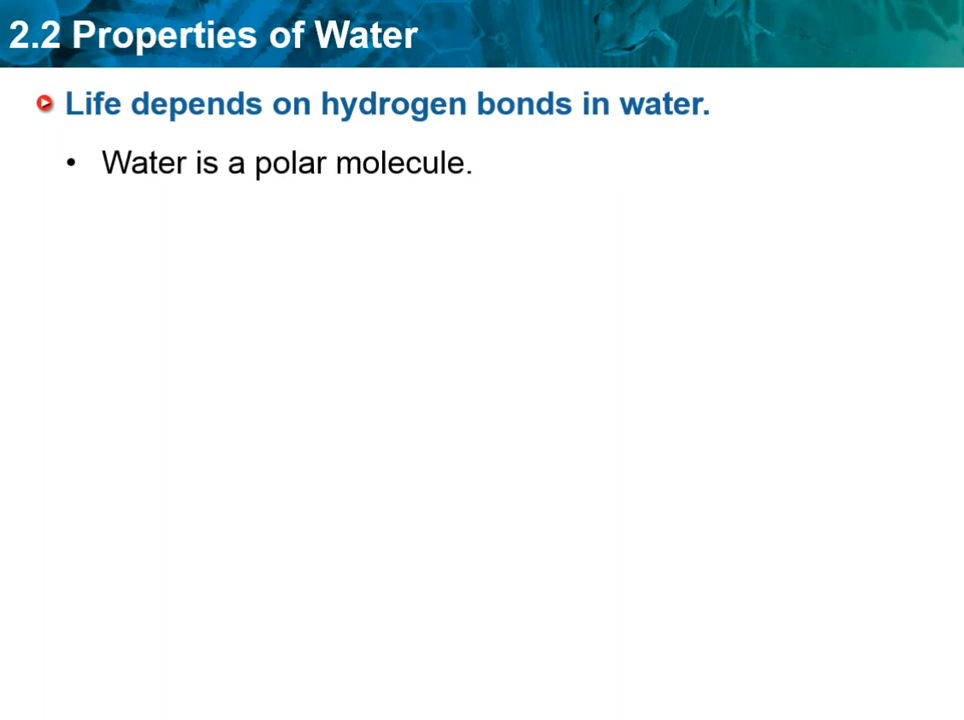 2.2 Properties of Water
Life depends on hydrogen bonds in water.
• Water is a polar molecule.